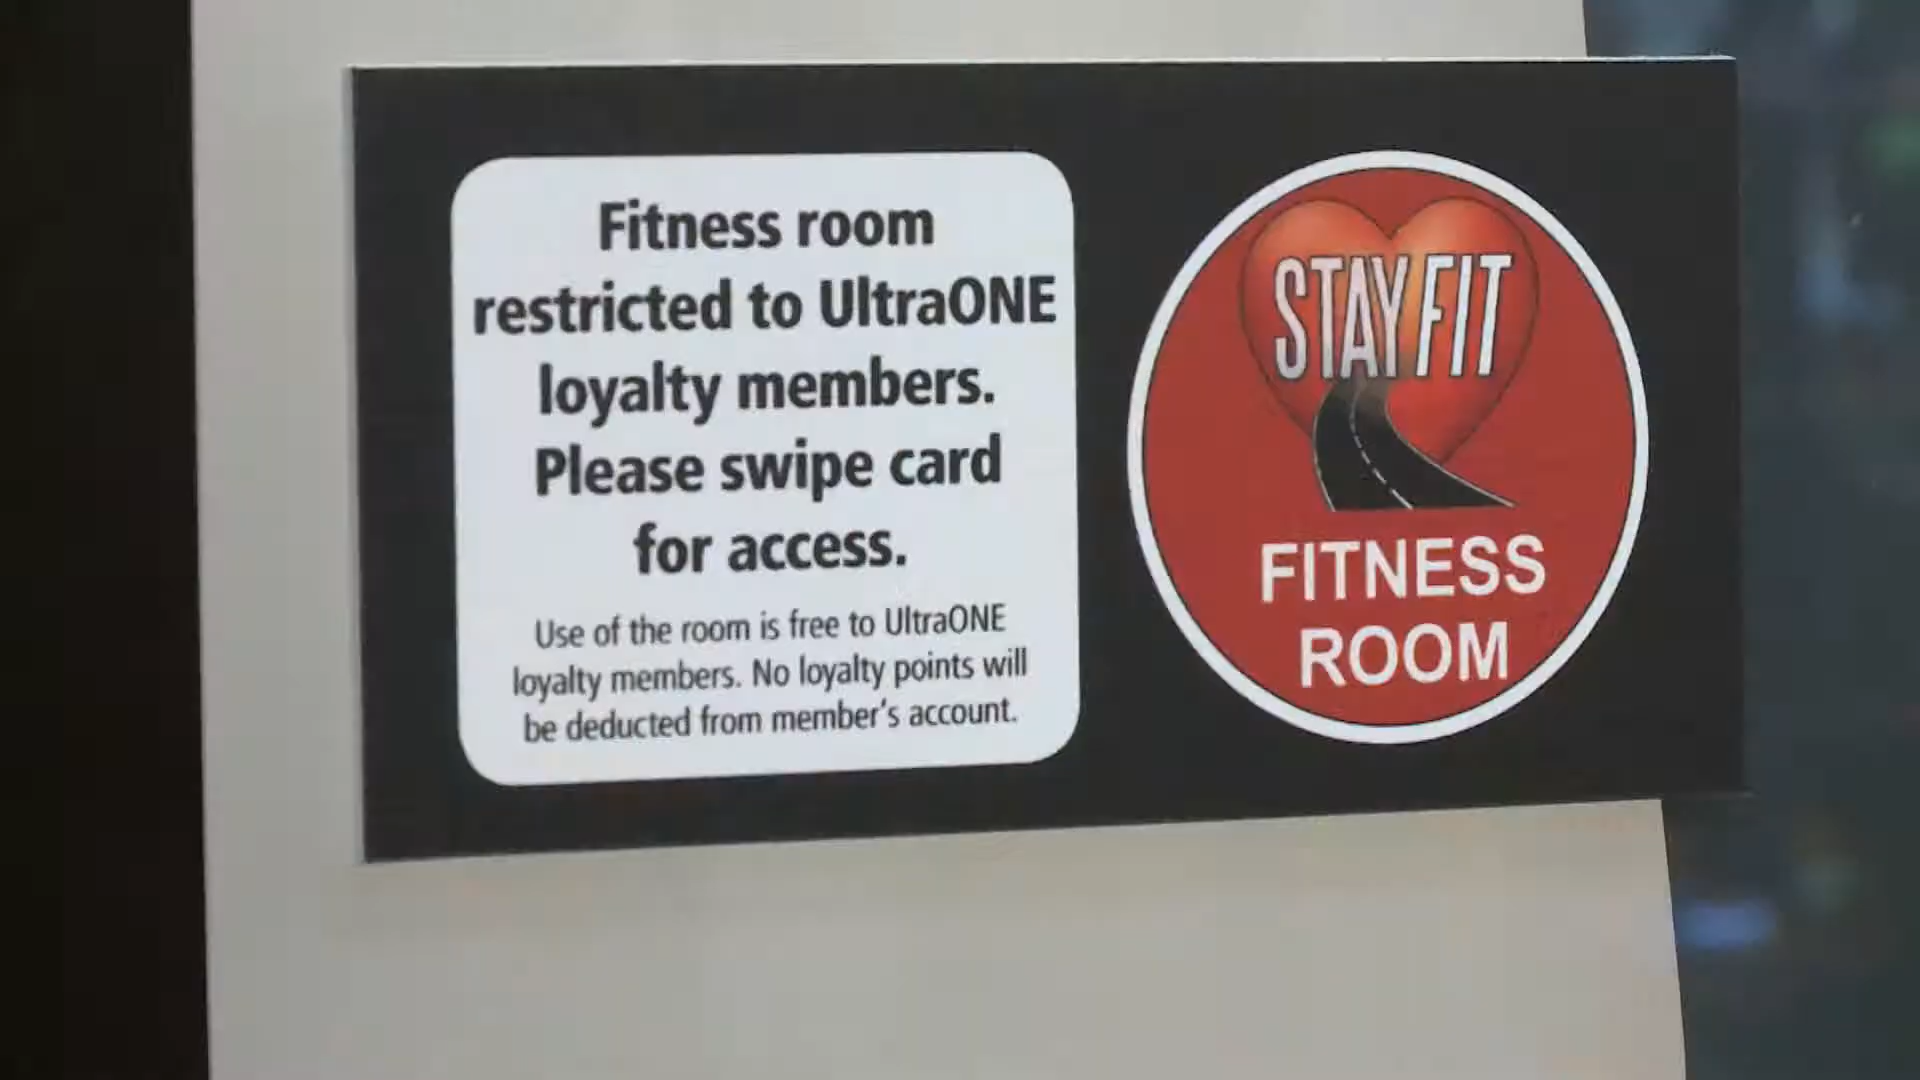 Fitness room
restricted to UltraONE
loyalty members.
Please swipe card
for access.
Use of the room is free to UltraONE
loyalty members. No loyalty points will
be deducted from member's account.
STAY FIT
FITNESS
ROOM